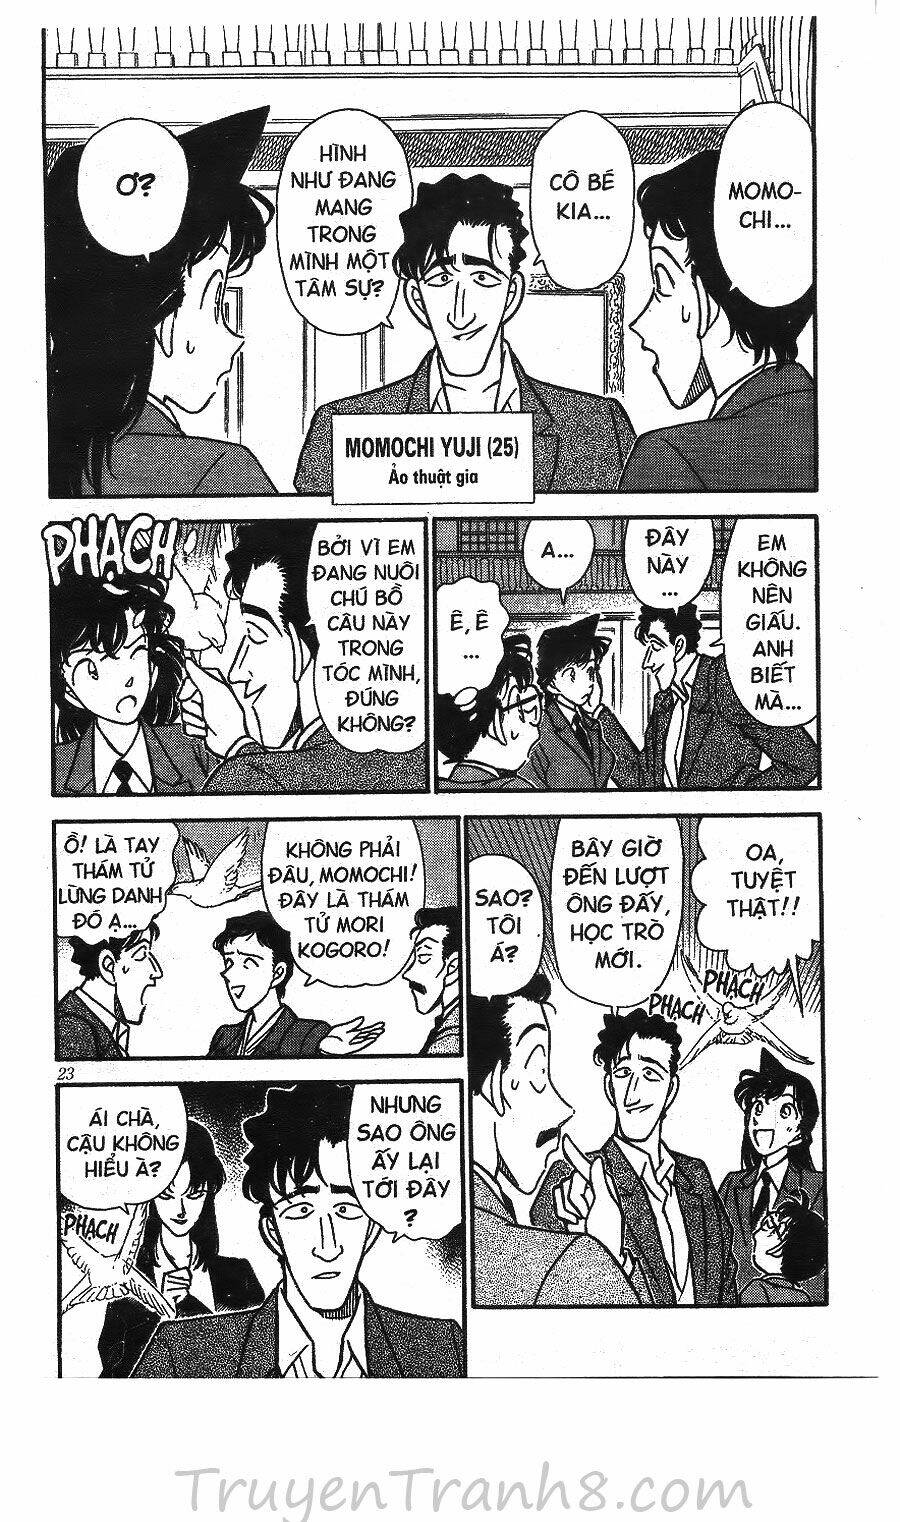 MOMO-
CHI...
CÔ BÉ
KIA...
HÌNH
NHƯ ĐANG
MANG
TRONG
MÌNH MỘT
TÂM SỰ?
Ơ?
MOMOCHI YUJI (25)
Ảo thuật gia
EM
KHÔNG
NÊN
GIẤU.
ANH
BIẾT
MÀ...
ĐÂY
NÀY
...
A...
Ê, Ê
...
BỞI VÌ EM
ĐANG NUÔI
CHÚ BỒ
CÂU NÀY
TRONG
TÓC MÌNH,
ĐÚNG
KHÔNG?
PHẠCH
OA,
TUYỆT
THẬT!!
PHẠCH
PHẠCH
BÂY GIỜ
ĐẾN LƯỢT
ÔNG ĐẤY,
HỌC TRÒ
MỚI.
SAO?
TÔI
Á?
KHÔNG PHẢI
ĐÂU, MOMOCHI!
ĐÂY LÀ THÁM
TỬ MORI
KOGORO!
Ồ! LÀ TAY
THÁM TỬ
LỪNG DANH
ĐÓ Ạ...
23
NHƯNG
SAO ÔNG
ẤY LẠI
TỚI ĐÂY
?
ÁI CHÀ,
CẬU KHÔNG
HIỂU À?
PHẠCH
TruyenTranh8.com